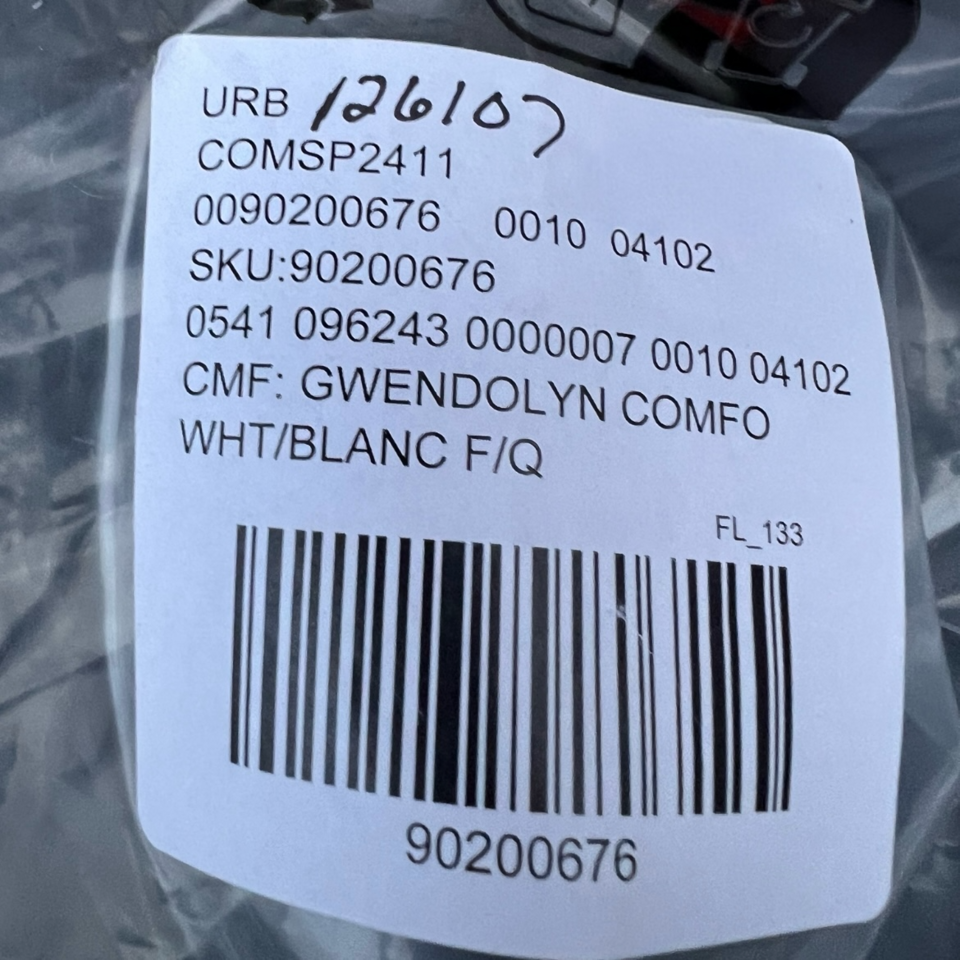 URB 126107
COMSP2411
0090200676 0010 04102
SKU:90200676
0541 096243 0000007 0010 04102
CMF: GWENDOLYN COMFO
WHT/BLANC F/Q
FL_133
90200676